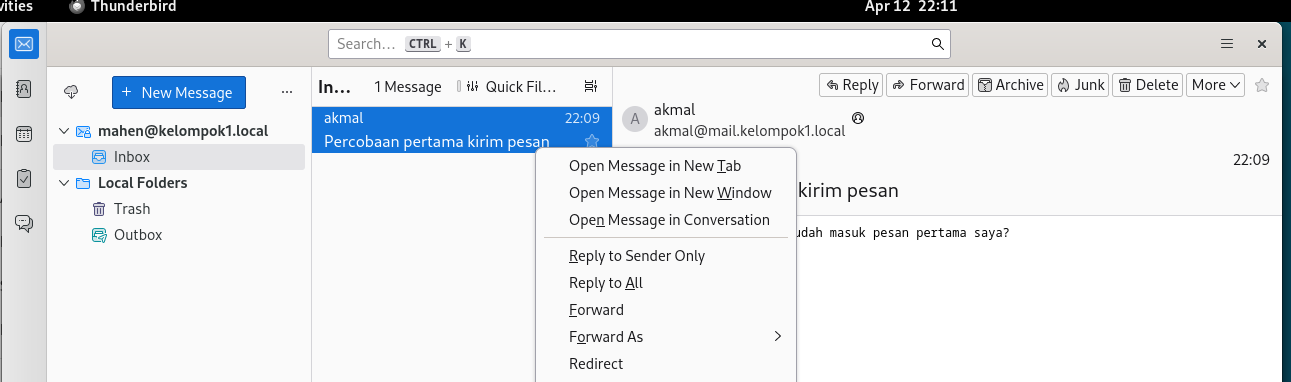 vities Thunderbird Apr 12 22:11
Search... CTRL + K
New Message
In... 1 Message Quick Fil...
Reply Forward Archive Junk Delete More
mahen@kelompok1.local
Inbox
Local Folders
Trash
Outbox
akmal 22:09
Percobaan pertama kirim pesan
A akmal
akmal@mail.kelompok1.local
22:09
kirim pesan
udah masuk pesan pertama saya?
Open Message in New Tab
Open Message in New Window
Open Message in Conversation
Reply to Sender Only
Reply to All
Forward
Forward As
Redirect